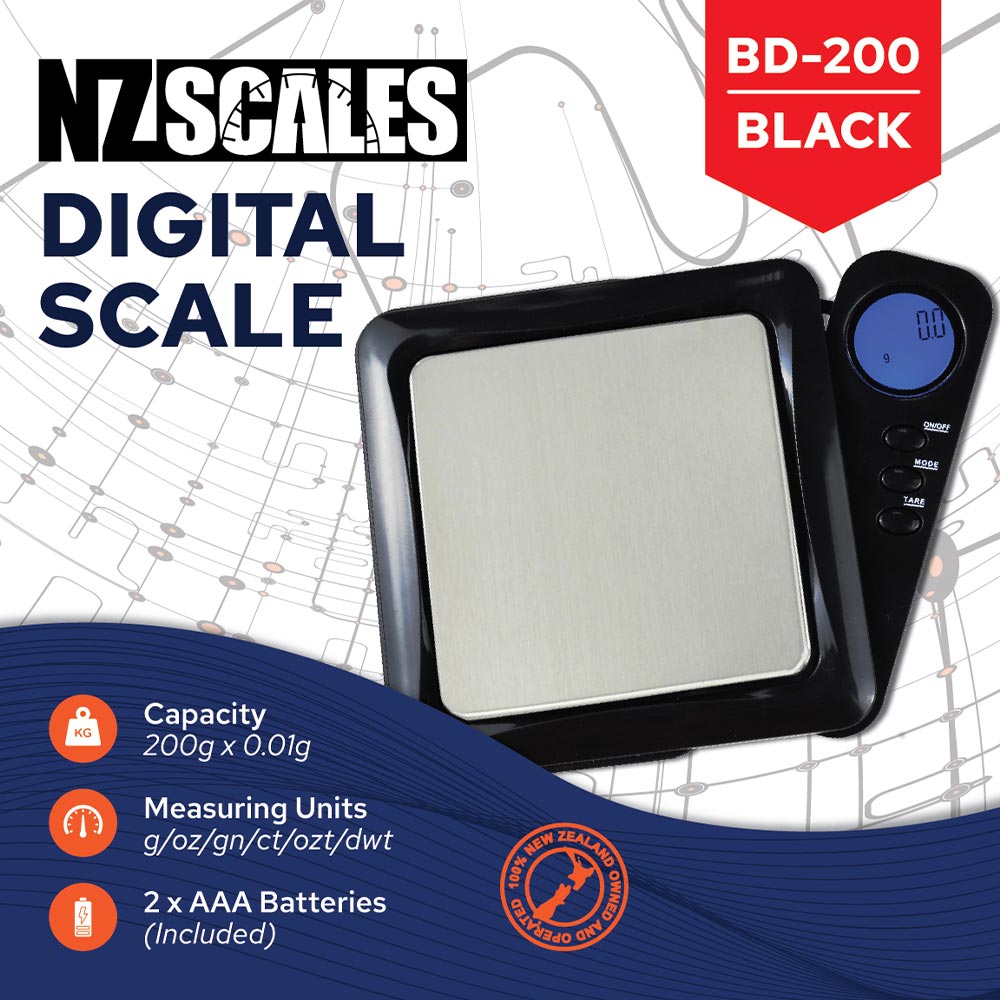 NZSCALES
DIGITAL
SCALE
BD-200
BLACK
0.0
g
ON/OFF
MODE
TARE
Capacity
KG
200g x 0.01g
Measuring Units
g/oz/gn/ct/ozt/dwt
2 x AAA Batteries
(Included)
100% NEW ZEALAND OWNED AND OPERATED